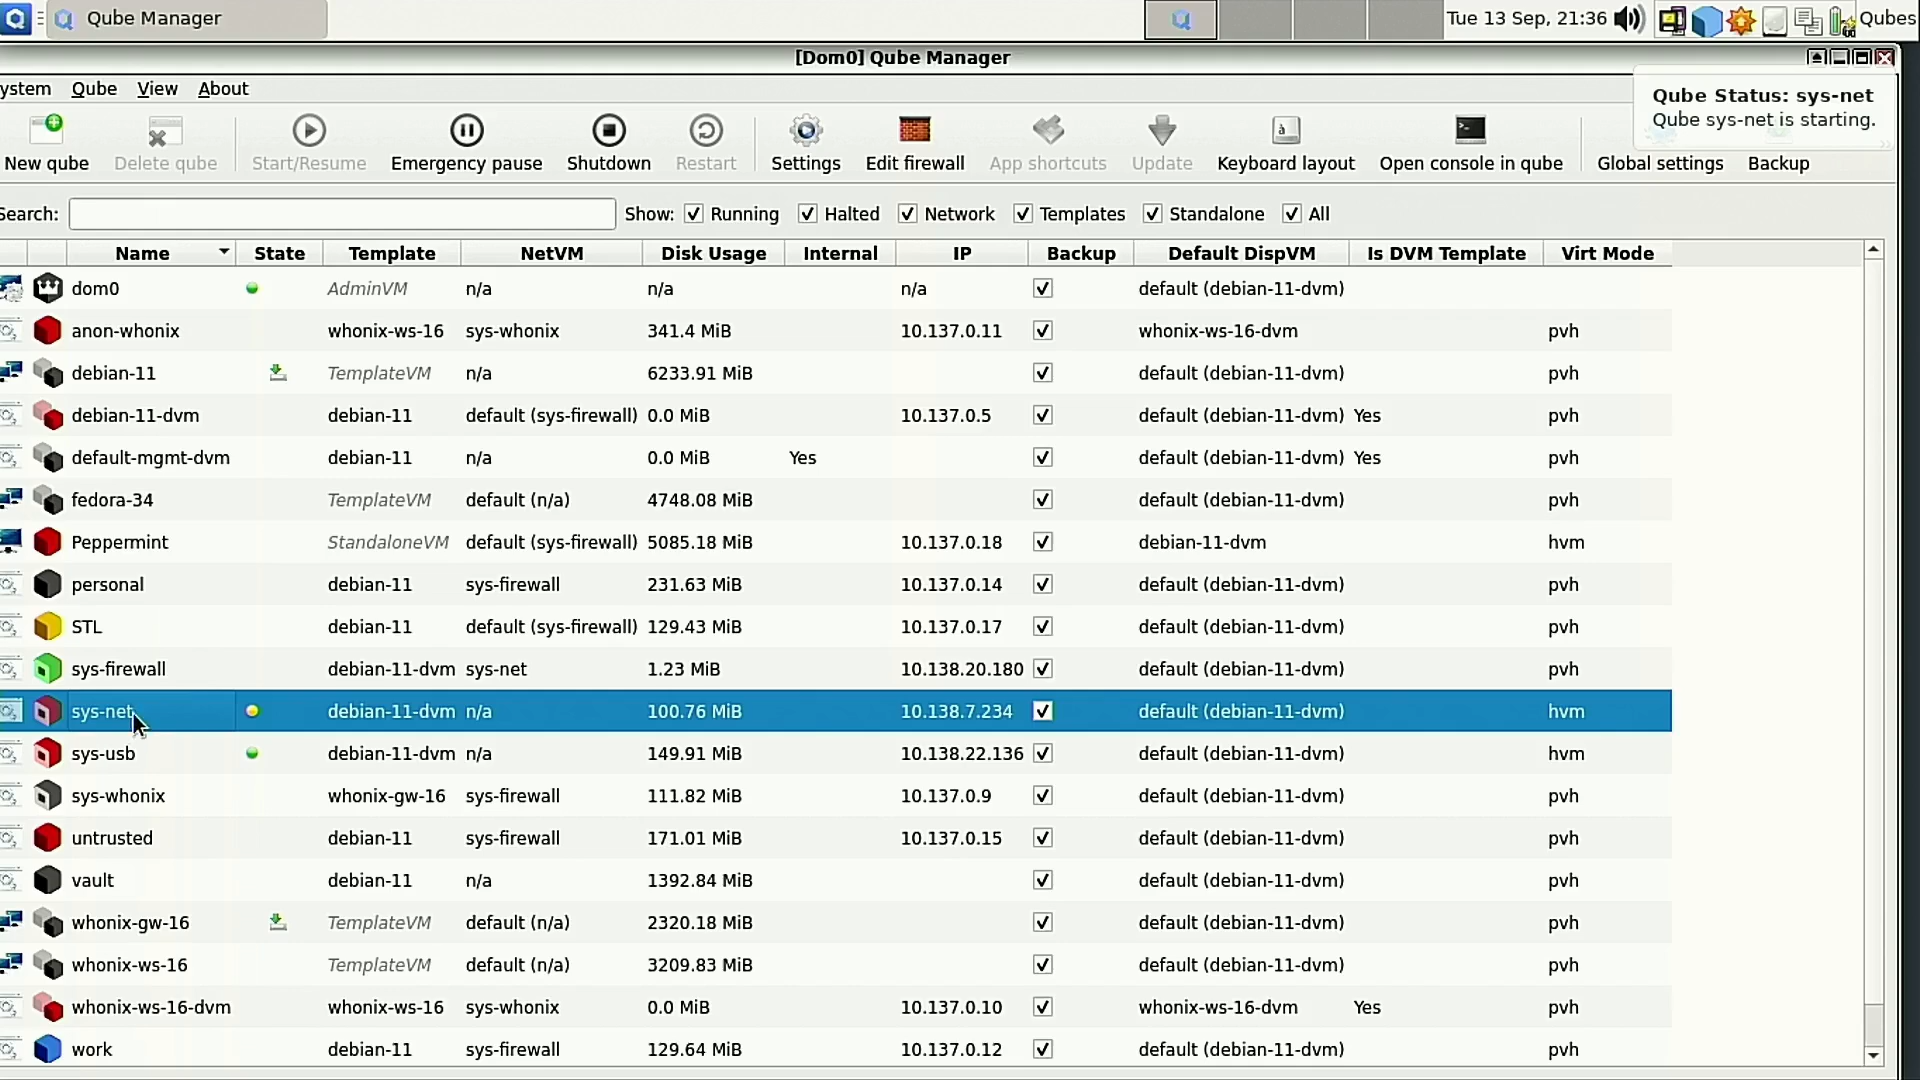 Qube Manager
Tue 13 Sep, 21:36
Qubes
[Dom0] Qube Manager
ystem Qube View About
Qube Status: sys-net
Qube sys-net is starting.
New qube Delete qube Start/Resume Emergency pause Shutdown Restart Settings Edit firewall App shortcuts Update Keyboard layout Open console in qube Global settings Backup
Search: Show: Running Halted Network Templates Standalone All
Name State Template NetVM Disk Usage Internal IP Backup Default DispVM Is DVM Template Virt Mode
dom0 AdminVM n/a n/a n/a default (debian-11-dvm)
anon-whonix whonix-ws-16 sys-whonix 341.4 MiB 10.137.0.11 whonix-ws-16-dvm pvh
debian-11 TemplateVM n/a 6233.91 MiB default (debian-11-dvm) pvh
debian-11-dvm debian-11 default (sys-firewall) 0.0 MiB 10.137.0.5 default (debian-11-dvm) Yes pvh
default-mgmt-dvm debian-11 n/a 0.0 MiB Yes default (debian-11-dvm) Yes pvh
fedora-34 TemplateVM default (n/a) 4748.08 MiB default (debian-11-dvm) pvh
Peppermint StandaloneVM default (sys-firewall) 5085.18 MiB 10.137.0.18 debian-11-dvm hvm
personal debian-11 sys-firewall 231.63 MiB 10.137.0.14 default (debian-11-dvm) pvh
STL debian-11 default (sys-firewall) 129.43 MiB 10.137.0.17 default (debian-11-dvm) pvh
sys-firewall debian-11-dvm sys-net 1.23 MiB 10.138.20.180 default (debian-11-dvm) pvh
sys-net debian-11-dvm n/a 100.76 MiB 10.138.7.234 default (debian-11-dvm) hvm
sys-usb debian-11-dvm n/a 149.91 MiB 10.138.22.136 default (debian-11-dvm) hvm
sys-whonix whonix-gw-16 sys-firewall 111.82 MiB 10.137.0.9 default (debian-11-dvm) pvh
untrusted debian-11 sys-firewall 171.01 MiB 10.137.0.15 default (debian-11-dvm) pvh
vault debian-11 n/a 1392.84 MiB default (debian-11-dvm) pvh
whonix-gw-16 TemplateVM default (n/a) 2320.18 MiB default (debian-11-dvm) pvh
whonix-ws-16 TemplateVM default (n/a) 3209.83 MiB default (debian-11-dvm) pvh
whonix-ws-16-dvm whonix-ws-16 sys-whonix 0.0 MiB 10.137.0.10 whonix-ws-16-dvm Yes pvh
work debian-11 sys-firewall 129.64 MiB 10.137.0.12 default (debian-11-dvm) pvh